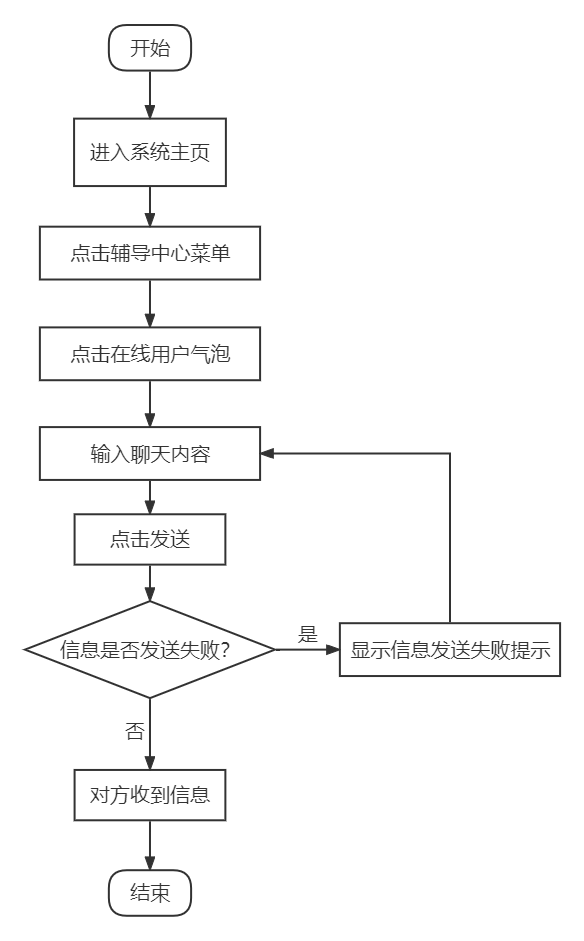 开始
进入系统主页
点击辅导中心菜单
点击在线用户气泡
输入聊天内容
点击发送
信息是否发送失败？
是
显示信息发送失败提示
否
对方收到信息
结束